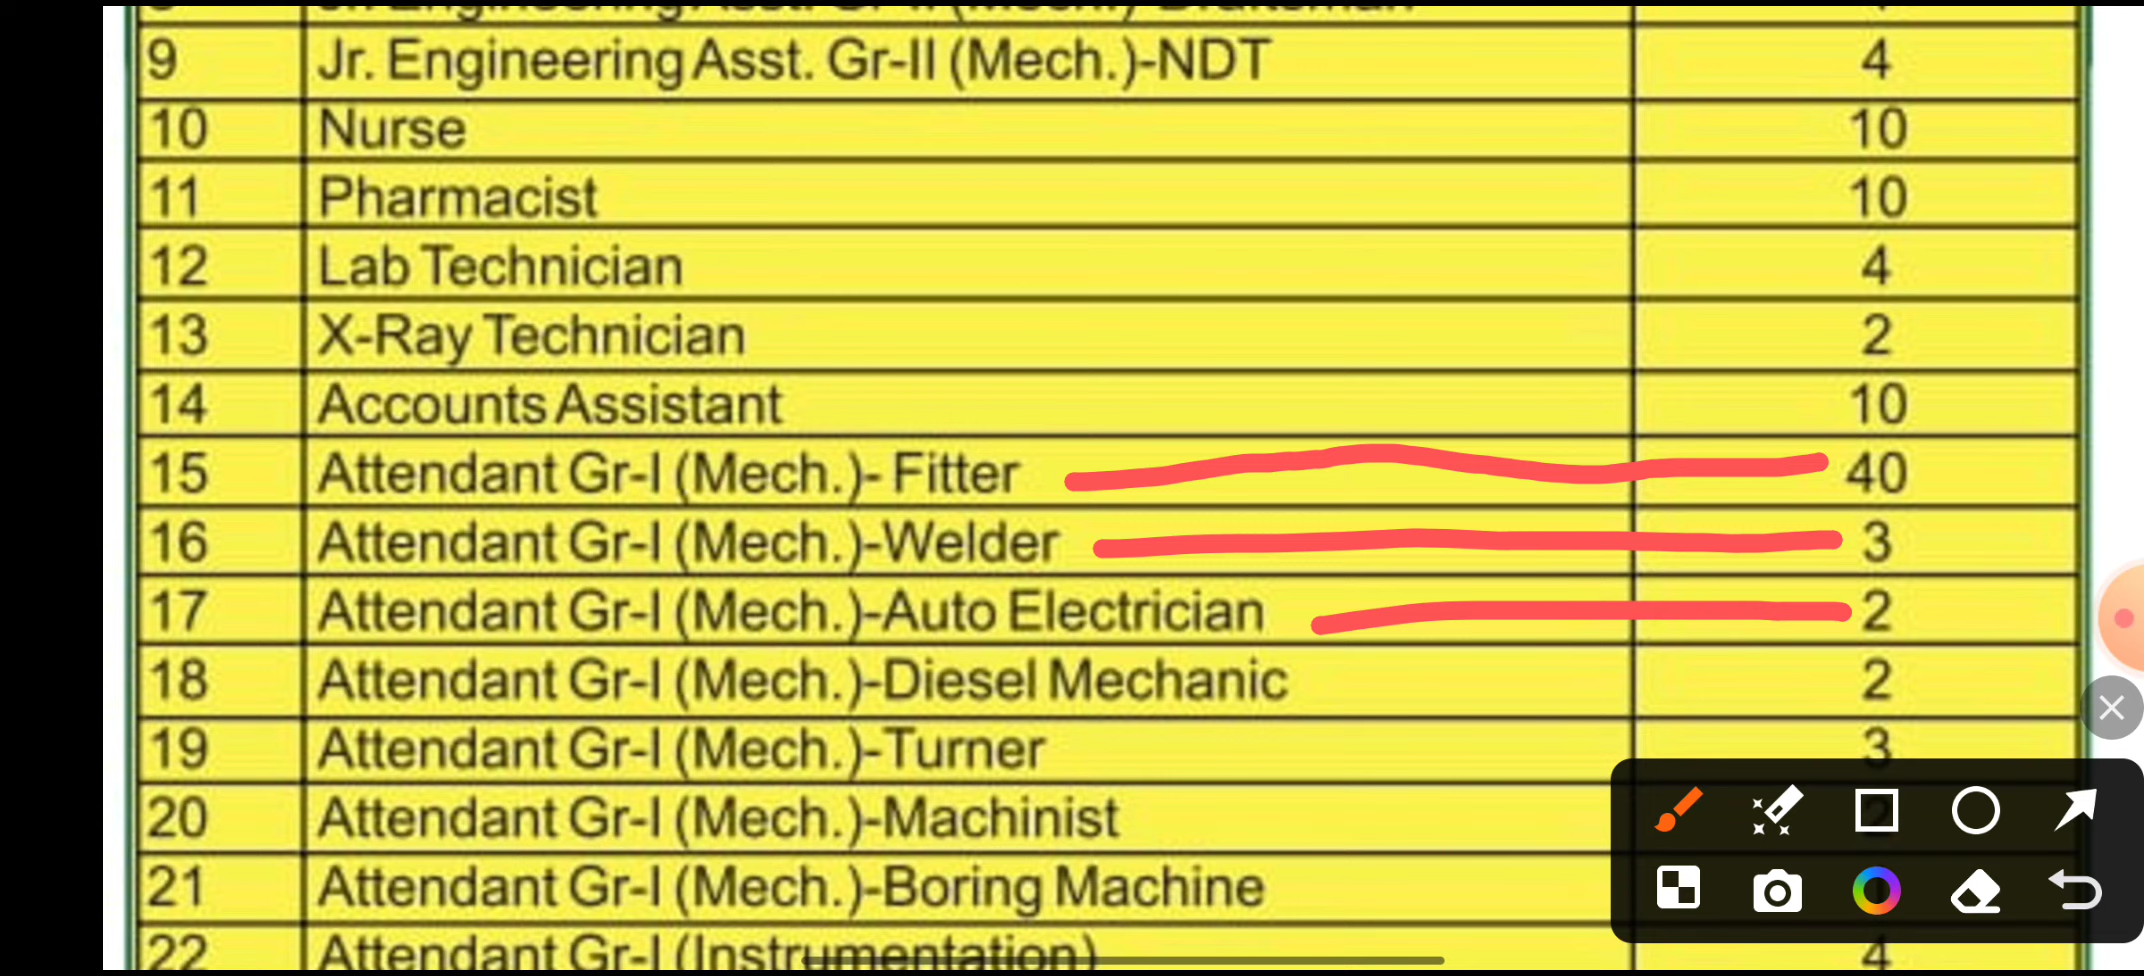 9 Jr. Engineering Asst. Gr-II (Mech.)-NDT 4
10 Nurse 10
11 Pharmacist 10
12 Lab Technician 4
13 X-Ray Technician 2
14 Accounts Assistant 10
15 Attendant Gr-I (Mech.)- Fitter 40
16 Attendant Gr-I (Mech.)-Welder 3
17 Attendant Gr-I (Mech.)-Auto Electrician 2
18 Attendant Gr-I (Mech.)-Diesel Mechanic 2
19 Attendant Gr-I (Mech.)-Turner 3
20 Attendant Gr-I (Mech.)-Machinist 2
21 Attendant Gr-I (Mech.)-Boring Machine
22 Attendant Gr-I (Instrumentation) 4